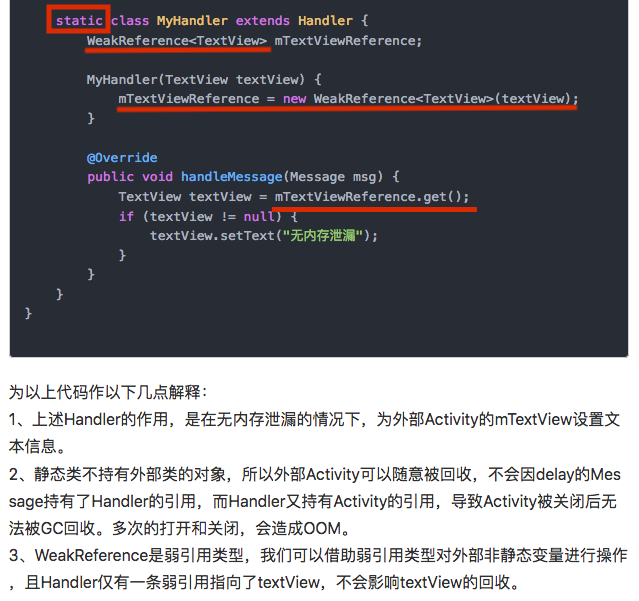 static class MyHandler extends Handler {
WeakReference<TextView> mTextViewReference;
MyHandler(TextView textView) {
mTextViewReference = new WeakReference<TextView>(textView);
}
@Override
public void handleMessage(Message msg) {
TextView textView = mTextViewReference.get();
if (textView != null) {
textView.setText("无内存泄漏");
}
}
}
}
为以上代码作以下几点解释：
1、上述Handler的作用，是在无内存泄漏的情况下，为外部Activity的mTextView设置文
本信息。
2、静态类不持有外部类的对象，所以外部Activity可以随意被回收，不会因delay的Mes
sage持有了Handler的引用，而Handler又持有Activity的引用，导致Activity被关闭后无
法被GC回收。多次的打开和关闭，会造成OOM。
3、WeakReference是弱引用类型，我们可以借助弱引用类型对外部非静态变量进行操作
，且Handler仅有一条弱引用指向了textView，不会影响textView的回收。